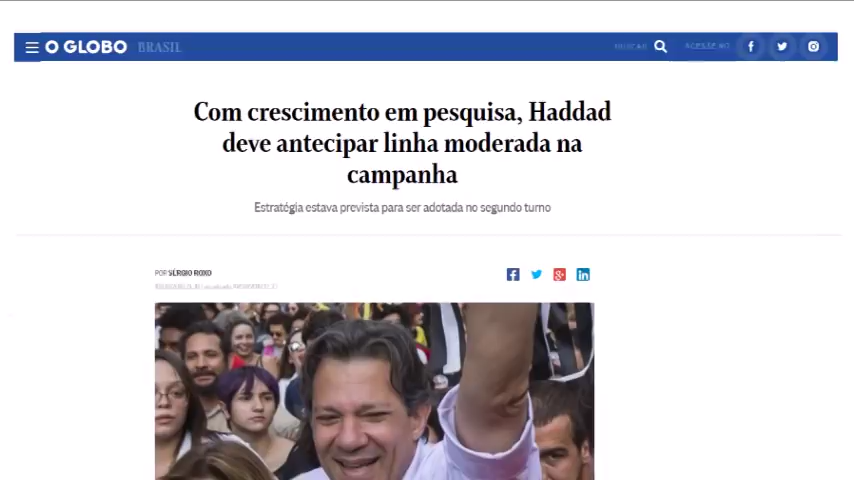 O GLOBO BRASIL
BUSCAR
Com crescimento em pesquisa, Haddad
deve antecipar linha moderada na
campanha
Estratégia estava prevista para ser adotada no segundo turno
POR SÉRGIO ROXO